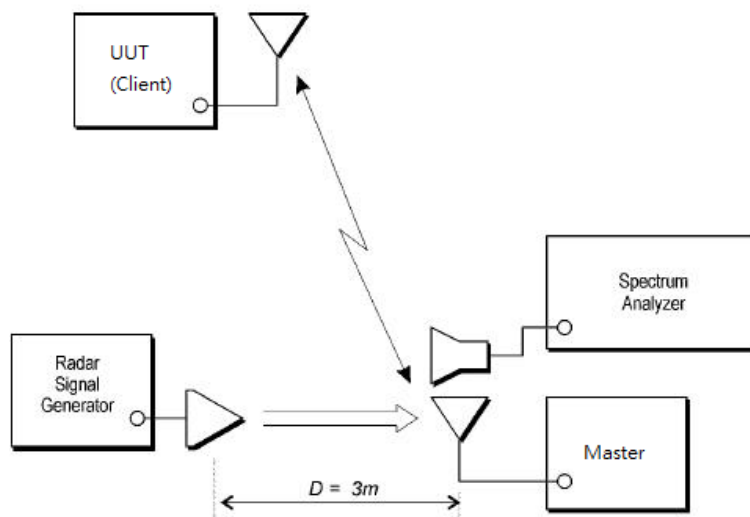 UUT
(Client)
Spectrum
Analyzer
Radar
Signal
Generator
Master
D = 3m